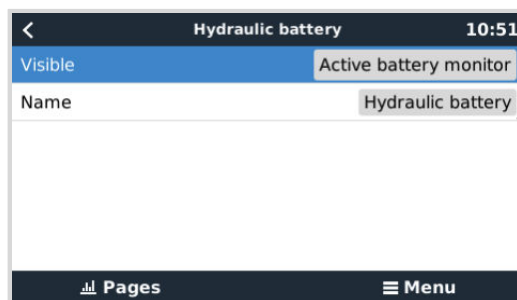 Hydraulic battery 10:51
Visible Active battery monitor
Name Hydraulic battery
Pages Menu